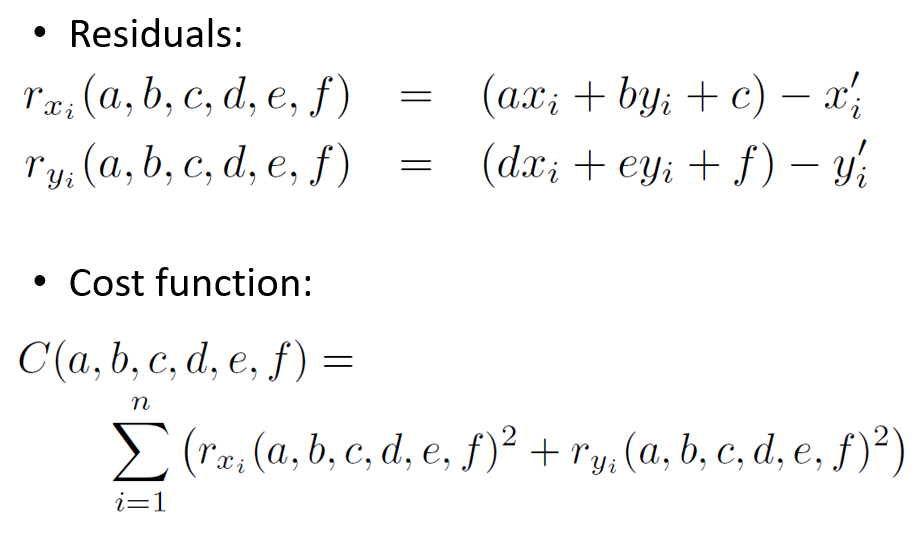 • Residuals:
r_{x_i}(a, b, c, d, e, f) = (ax_i + by_i + c) − x′_i
r_{y_i}(a, b, c, d, e, f) = (dx_i + ey_i + f) − y′_i
• Cost function:
C(a, b, c, d, e, f) =
\sum_{i=1}^{n} (r_{x_i}(a, b, c, d, e, f)^2 + r_{y_i}(a, b, c, d, e, f)^2)